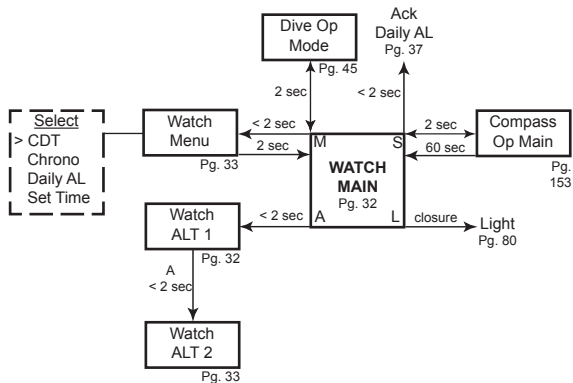 Dive Op
Mode
Pg. 45
Ack
Daily AL
Pg. 37
2 sec
< 2 sec
Select
> CDT
Chrono
Daily AL
Set Time
Watch
Menu
Pg. 33
< 2 sec
2 sec
M
S
WATCH
MAIN
Pg. 32
A
L
2 sec
60 sec
Compass
Op Main
Pg.
153
Watch
ALT 1
Pg. 32
< 2 sec
closure
Light
Pg. 80
A
< 2 sec
Watch
ALT 2
Pg. 33